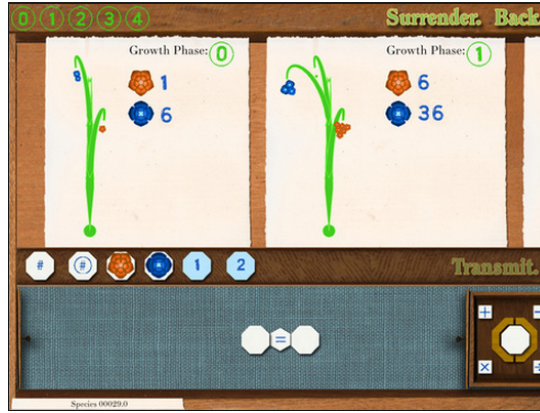 0 1 2 3 4 Surrender. Back.
Growth Phase: 0
1
6
Growth Phase: 1
6
36
# # 1 2 Transmit.
+ -
=
×
Species 00029.0